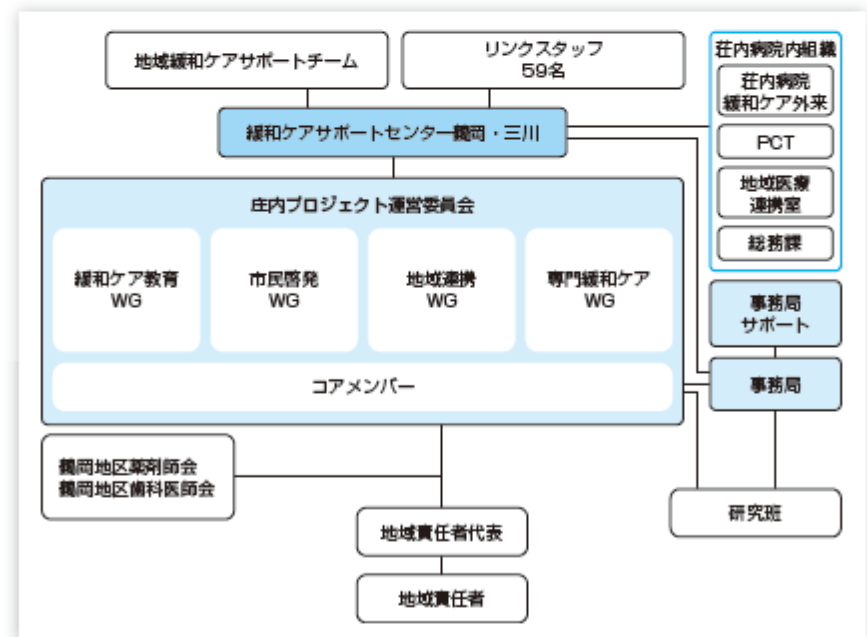 地域緩和ケアサポートチーム
リンクスタッフ
59名
荘内病院内組織
荘内病院
緩和ケア外来
PCT
地域医療
連携室
総務課
緩和ケアサポートセンター鶴岡・三川
庄内プロジェクト運営委員会
緩和ケア教育
WG
市民啓発
WG
地域連携
WG
専門緩和ケア
WG
コアメンバー
事務局
サポート
事務局
鶴岡地区薬剤師会
鶴岡地区歯科医師会
研究班
地域責任者代表
地域責任者